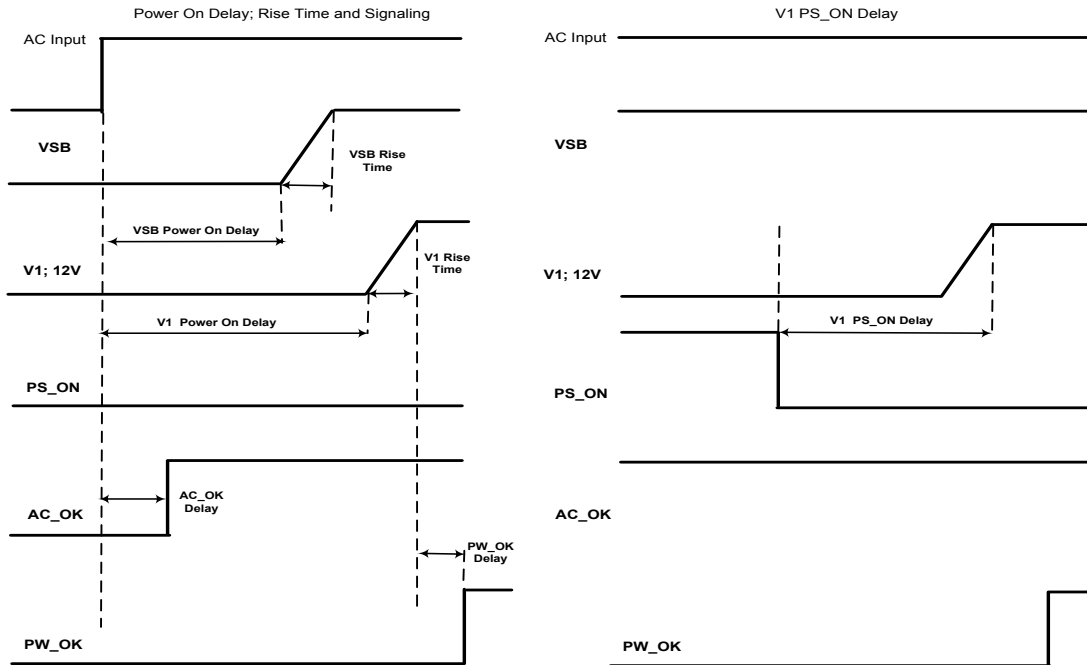 Power On Delay; Rise Time and Signaling
AC Input
VSB
VSB Rise
Time
VSB Power On Delay
V1; 12V
V1 Rise
Time
V1 Power On Delay
PS_ON
AC_OK
AC_OK
Delay
PW_OK
Delay
PW_OK
V1 PS_ON Delay
AC Input
VSB
V1; 12V
V1 PS_ON Delay
PS_ON
AC_OK
PW_OK